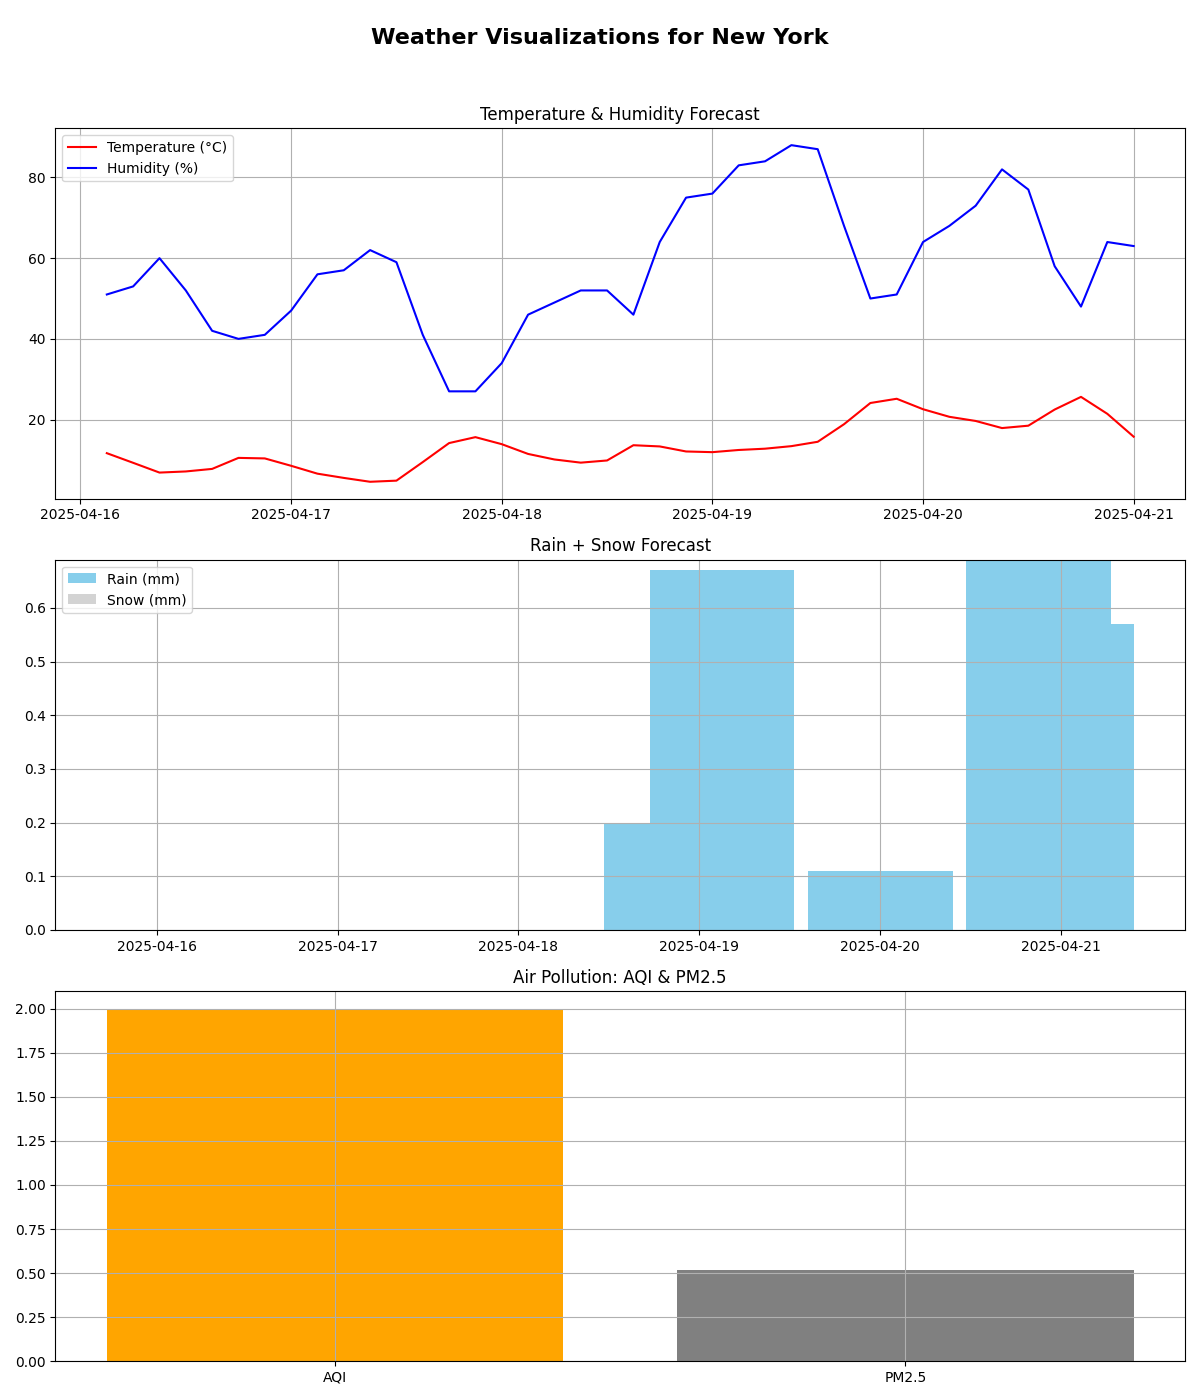 Weather Visualizations for New York
Temperature & Humidity Forecast
Temperature (°C)
Humidity (%)
80
60
40
20
2025-04-16 2025-04-17 2025-04-18 2025-04-19 2025-04-20 2025-04-21
Rain + Snow Forecast
Rain (mm)
Snow (mm)
0.6
0.5
0.4
0.3
0.2
0.1
0.0
2025-04-16 2025-04-17 2025-04-18 2025-04-19 2025-04-20 2025-04-21
Air Pollution: AQI & PM2.5
2.00
1.75
1.50
1.25
1.00
0.75
0.50
0.25
0.00
AQI PM2.5